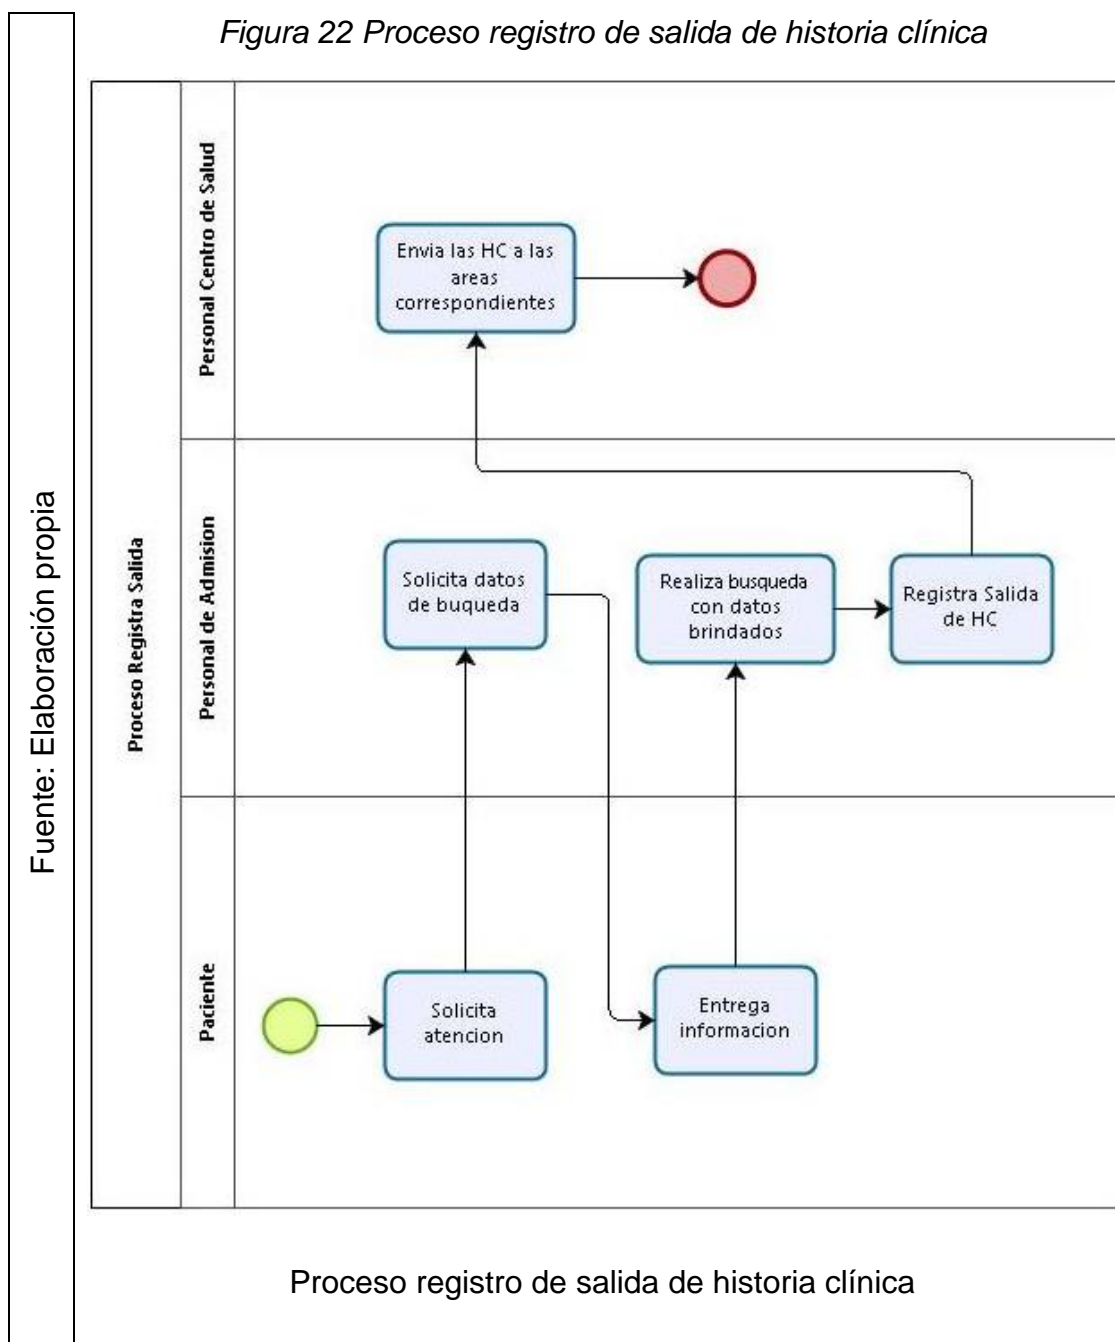 Figura 22 Proceso registro de salida de historia clínica
Fuente: Elaboración propia
Proceso Registra Salida
Personal Centro de Salud
Envia las HC a las
areas
correspondientes
Personal de Admision
Solicita datos
de buqueda
Realiza busqueda
con datos
brindados
Registra Salida
de HC
Paciente
Solicita
atencion
Entrega
informacion
Proceso registro de salida de historia clínica